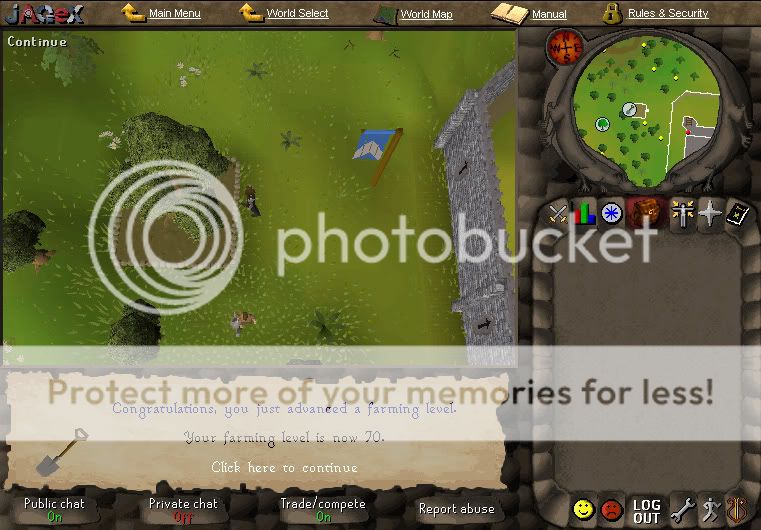 JAGeX
Main Menu
World Select
World Map
Manual
Rules & Security
Continue
N
W E
S
photobucket
Protect more of your memories for less!
Congratulations, you just advanced a farming level.
Your farming level is now 70.
Click here to continue
Public chat
On
Private chat
Off
Trade/compete
On
Report abuse
LOG
OUT